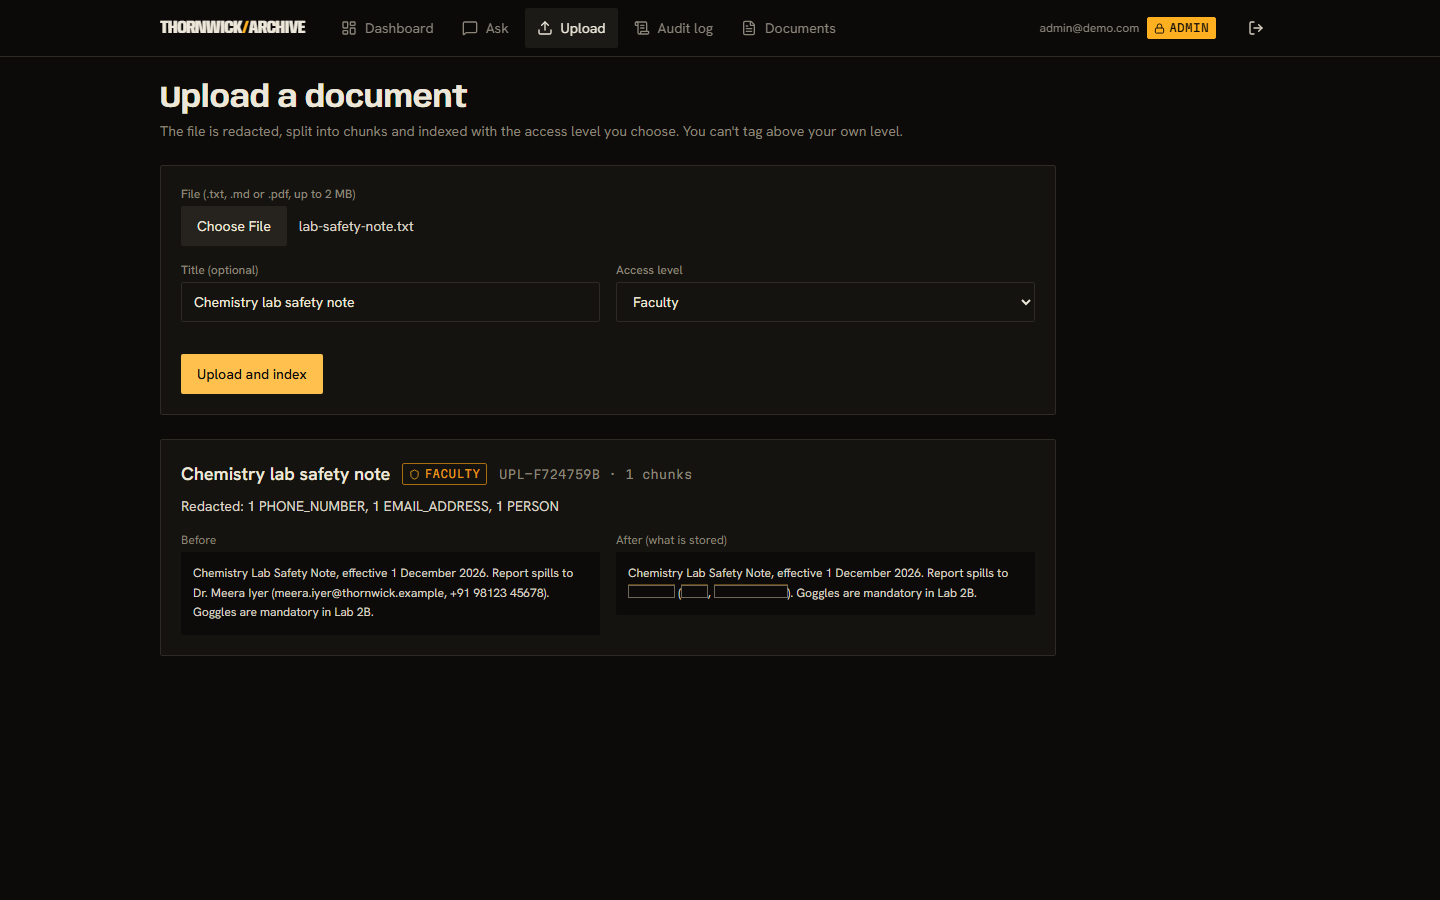 THORNWICK/ARCHIVE
Dashboard
Ask
Upload
Audit log
Documents
admin@demo.com
ADMIN
Upload a document
The file is redacted, split into chunks and indexed with the access level you choose. You can't tag above your own level.
File (.txt, .md or .pdf, up to 2 MB)
Choose File lab-safety-note.txt
Title (optional)
Chemistry lab safety note
Access level
Faculty
Upload and index
Chemistry lab safety note FACULTY UPL-F724759B · 1 chunks
Redacted: 1 PHONE_NUMBER, 1 EMAIL_ADDRESS, 1 PERSON
Before
Chemistry Lab Safety Note, effective 1 December 2026. Report spills to
Dr. Meera Iyer (meera.iyer@thornwick.example, +91 98123 45678).
Goggles are mandatory in Lab 2B.
After (what is stored)
Chemistry Lab Safety Note, effective 1 December 2026. Report spills to
( , ). Goggles are mandatory in Lab 2B.